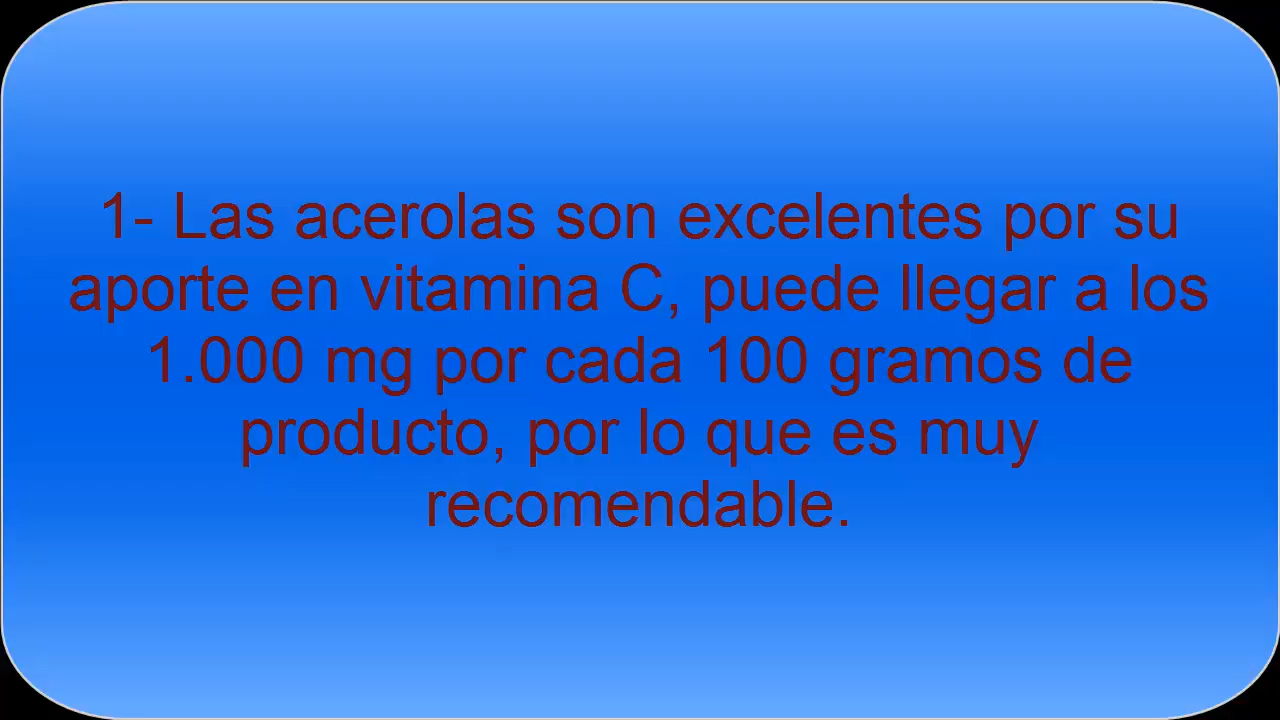 1- Las acerolas son excelentes por su
aporte en vitamina C, puede llegar a los
1.000 mg por cada 100 gramos de
producto, por lo que es muy
recomendable.